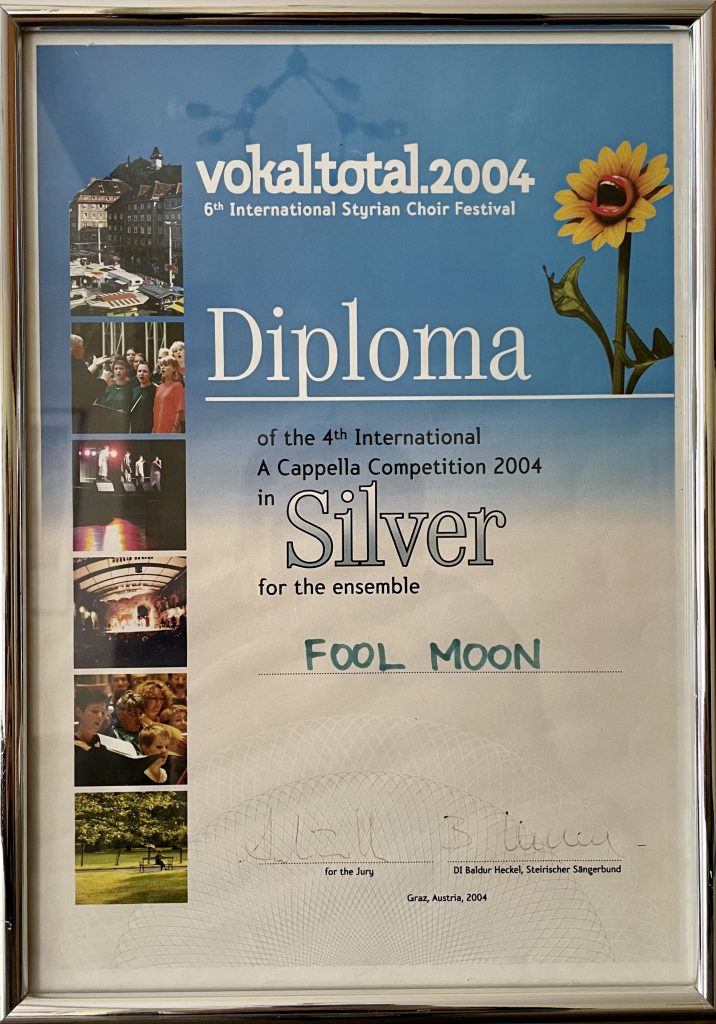 vokal.total.2004
6th International Styrian Choir Festival
Diploma
of the 4th International
A Cappella Competition 2004
in Silver
for the ensemble
FOOL MOON
for the Jury
DI Baldur Heckel, Steirischer Sängerbund
Graz, Austria, 2004